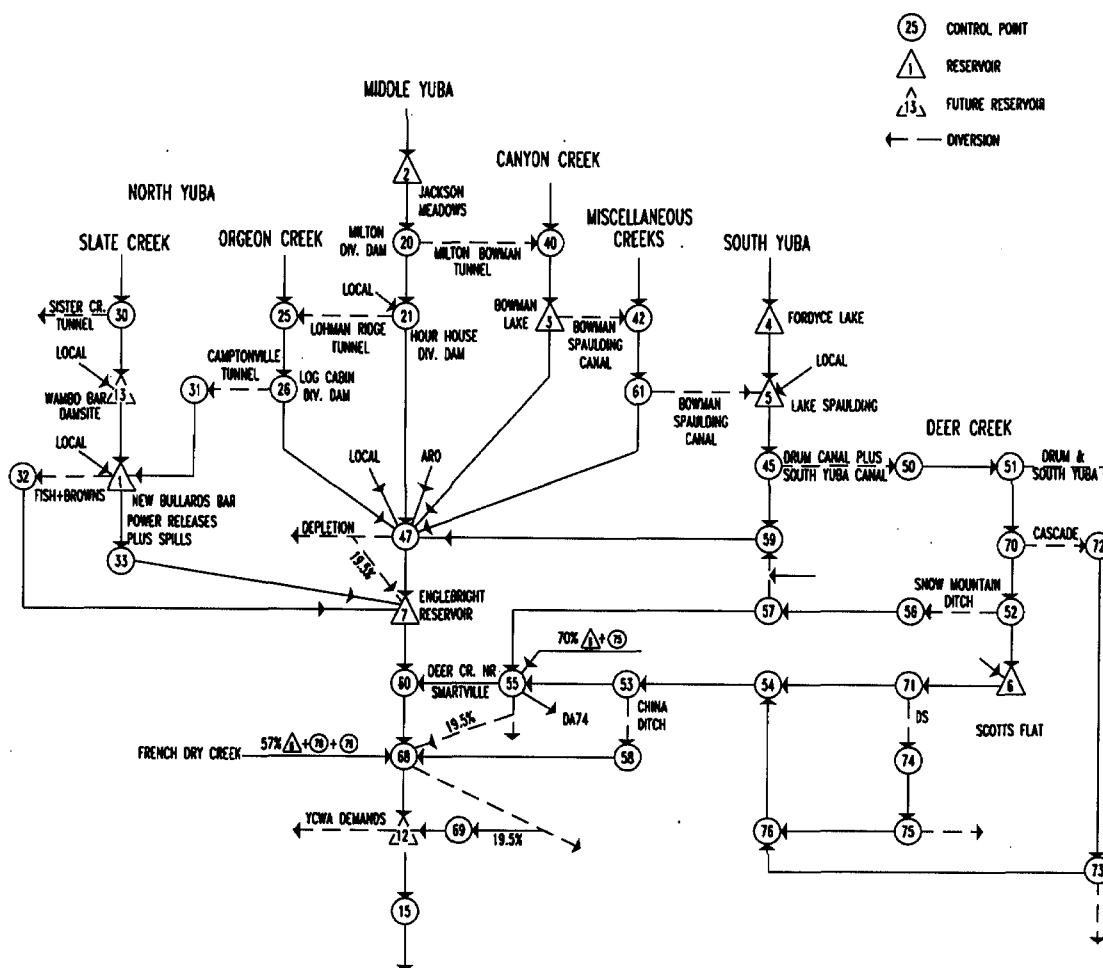 25 CONTROL POINT
1 RESERVOIR
13 FUTURE RESERVOIR
DIVERSION
MIDDLE YUBA
2
JACKSON
MEADOWS
CANYON CREEK
NORTH YUBA
MISCELLANEOUS
CREEKS
SLATE CREEK
ORGEON CREEK
SOUTH YUBA
MILTON
DIV. DAM
20
MILTON BOWMAN
TUNNEL
40
SISTER CR.
TUNNEL
30
25
LOCAL
LOHMAN RIDGE
TUNNEL
21
HOUR HOUSE
DIV. DAM
BOWMAN
LAKE
3
BOWMAN
SPAULDING
CANAL
42
4
FORDYCE LAKE
LOCAL
13
WAMBO BAR
DAMSITE
31
CAMPTONVILLE
TUNNEL
26
LOG CABIN
DIV. DAM
61
BOWMAN
SPAULDING
CANAL
5
LOCAL
LAKE SPAULDING
DEER CREEK
32
FISH+BROWNS
LOCAL
1
NEW BULLARDS BAR
POWER RELEASES
PLUS SPILLS
LOCAL
ARO
45
DRUM CANAL PLUS
SOUTH YUBA CANAL
50
51
DRUM &
SOUTH YUBA
33
DEPLETION
47
59
70
CASCADE
72
19.5%
7
ENGLEBRIGHT
RESERVOIR
57
56
SNOW MOUNTAIN
DITCH
52
70% 6 + 75
60
DEER CR. NR
SMARTVILLE
55
53
54
71
6
SCOTTS FLAT
DA74
CHINA
DITCH
DS
19.5%
FRENCH DRY CREEK
68
58
74
YCWA DEMANDS
12
69
19.5%
76
75
73
15